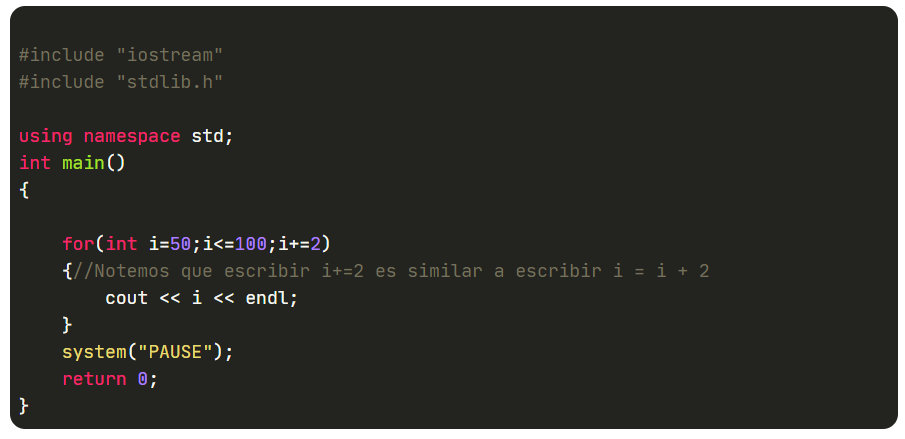 #include "iostream"
#include "stdlib.h"
using namespace std;
int main()
{
for(int i=50;i<=100;i+=2)
{//Notemos que escribir i+=2 es similar a escribir i = i + 2
cout << i << endl;
}
system("PAUSE");
return 0;
}